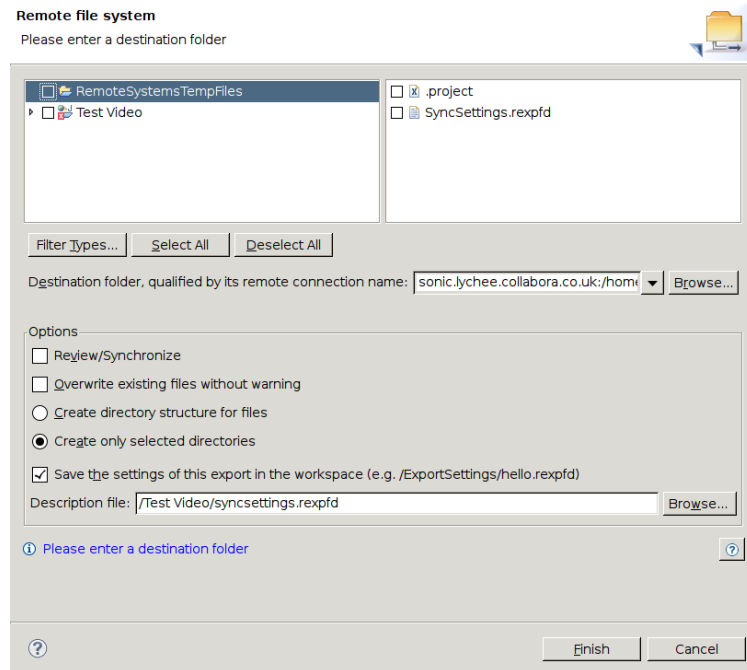 Remote file system
Please enter a destination folder
RemoteSystemsTempFiles
Test Video
.project
SyncSettings.rexpfd
Filter Types... Select All Deselect All
Destination folder, qualified by its remote connection name: sonic.lychee.collabora.co.uk:/home Browse...
Options
Review/Synchronize
Overwrite existing files without warning
Create directory structure for files
Create only selected directories
Save the settings of this export in the workspace (e.g. /ExportSettings/hello.rexpfd)
Description file: /Test Video/syncsettings.rexpfd Browse...
Please enter a destination folder
Finish Cancel